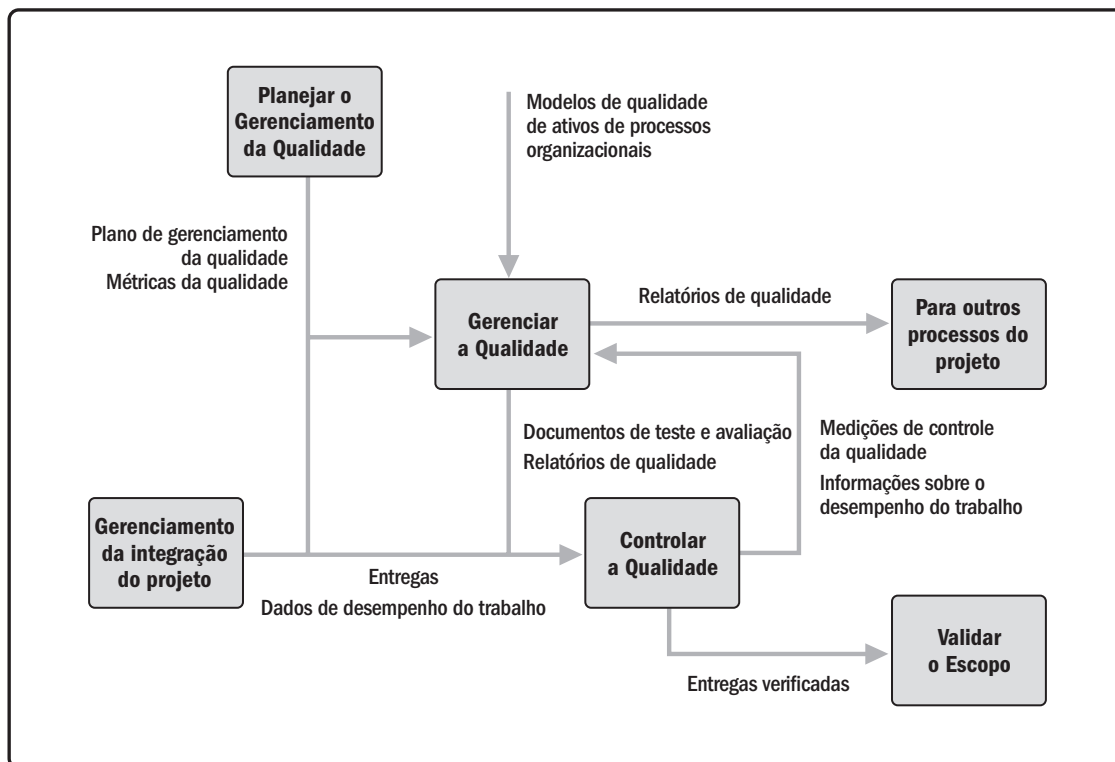 Planejar o
Gerenciamento
da Qualidade
Modelos de qualidade
de ativos de processos
organizacionais
Plano de gerenciamento
da qualidade
Métricas da qualidade
Gerenciar
a Qualidade
Relatórios de qualidade
Para outros
processos do
projeto
Documentos de teste e avaliação
Relatórios de qualidade
Medições de controle
da qualidade
Informações sobre o
desempenho do trabalho
Gerenciamento
da integração
do projeto
Entregas
Dados de desempenho do trabalho
Controlar
a Qualidade
Entregas verificadas
Validar
o Escopo